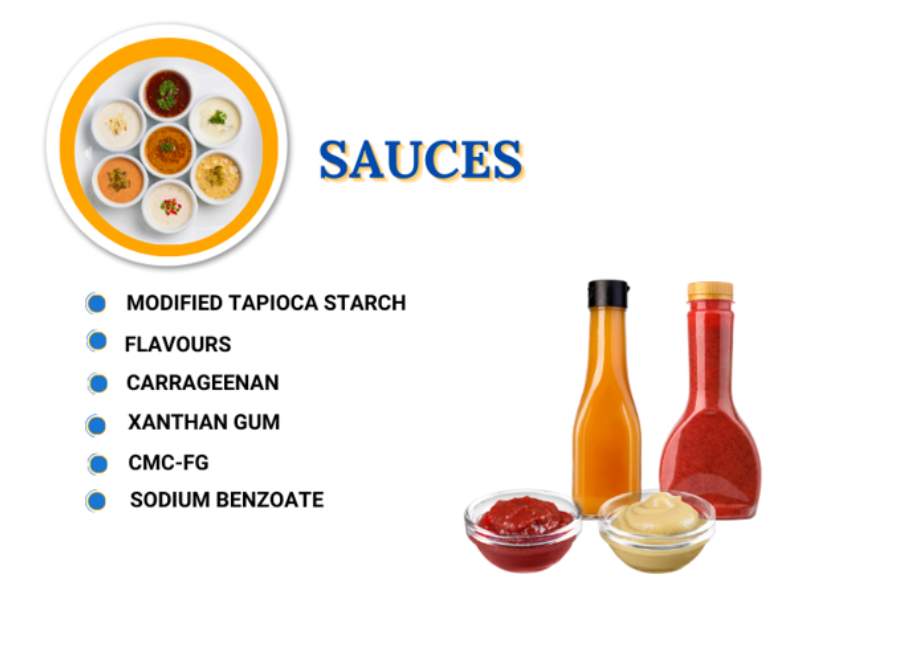 SAUCES
MODIFIED TAPIOCA STARCH
FLAVOURS
CARRAGEENAN
XANTHAN GUM
CMC-FG
SODIUM BENZOATE